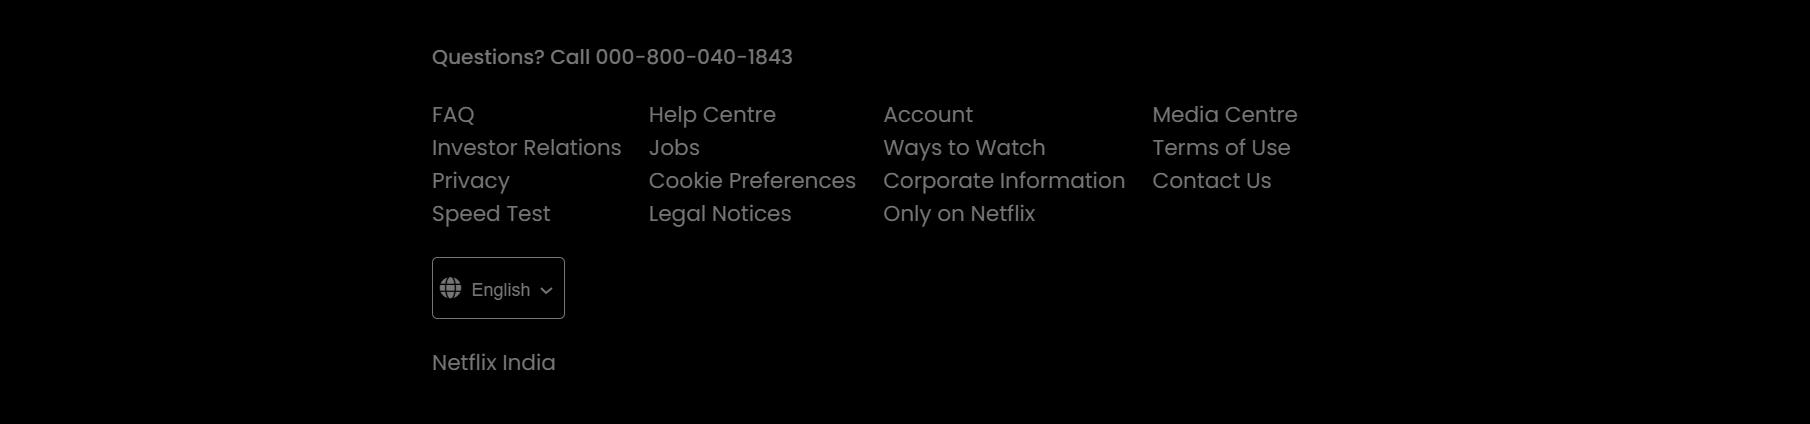 Questions? Call 000-800-040-1843
FAQ Help Centre Account Media Centre
Investor Relations Jobs Ways to Watch Terms of Use
Privacy Cookie Preferences Corporate Information Contact Us
Speed Test Legal Notices Only on Netflix
English
Netflix India